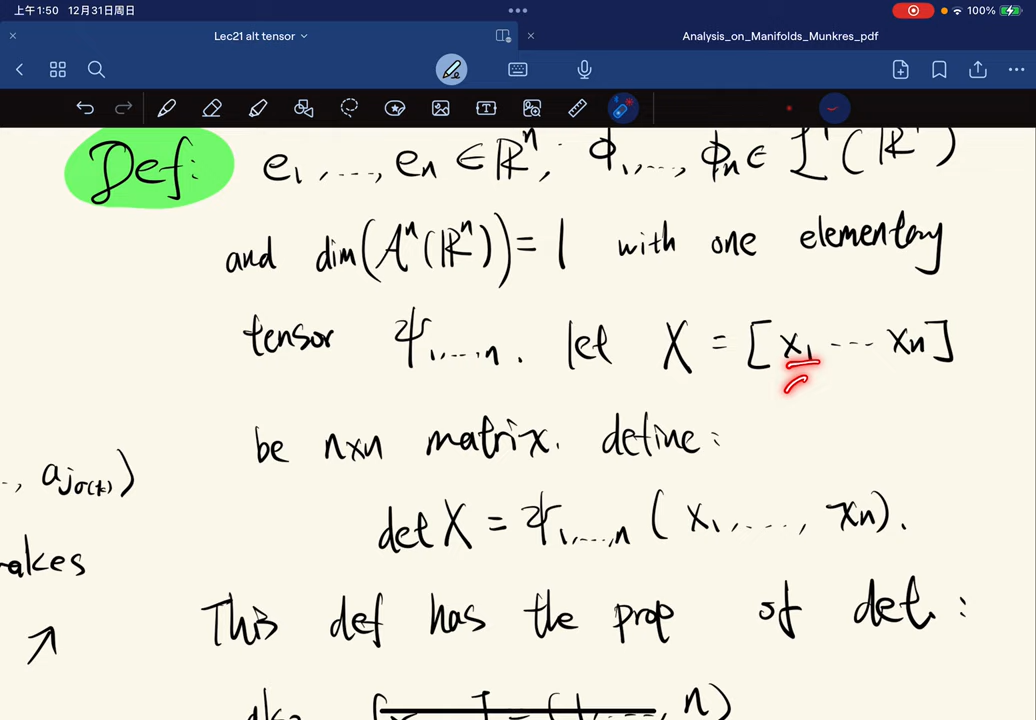 上午1:50 12月31日周日
100%
Lec21 alt tensor
Analysis_on_Manifolds_Munkres_pdf
Def: e₁,...,eₙ ∈ ℝⁿ; ϕ₁,...,ϕₙ ∈ ℒ¹(ℝⁿ)
and dim(Aⁿ(ℝⁿ)) = 1 with one elementary
tensor ψ₁,...,ₙ. let X = [x₁ --- xₙ]
be n×n matrix. define:
.., a_{j_{σ(k)}})
det X = ψ₁,...,ₙ (x₁,...., xₙ).
This def has the prop of det. :